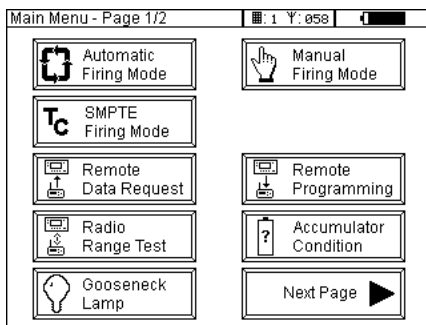 Main Menu - Page 1/2
: 1 : 058
Automatic
Firing Mode
Manual
Firing Mode
TC
SMPTE
Firing Mode
Remote
Data Request
Remote
Programming
Radio
Range Test
?
Accumulator
Condition
Gooseneck
Lamp
Next Page